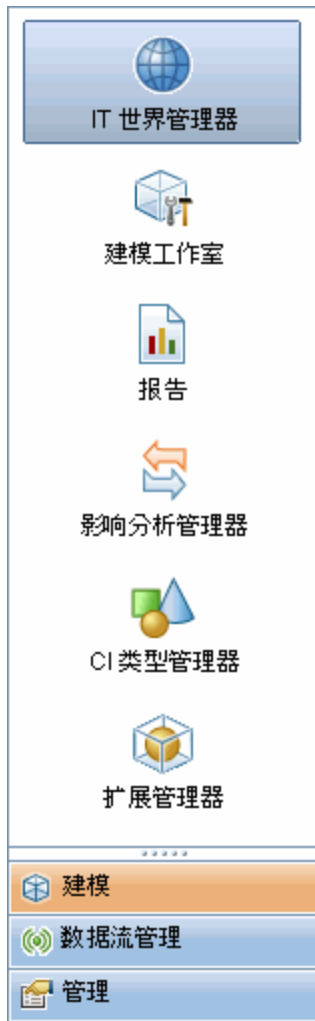 IT 世界管理器
建模工作室
报告
影响分析管理器
CI 类型管理器
扩展管理器
建模
数据流管理
管理